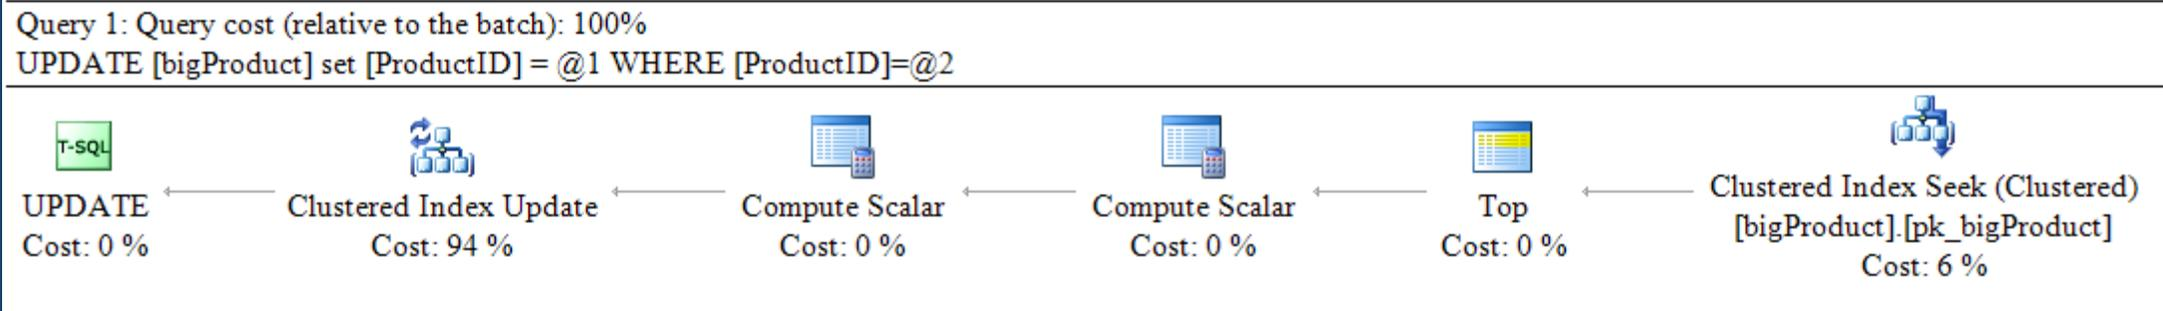 Query 1: Query cost (relative to the batch): 100%
UPDATE [bigProduct] set [ProductID] = @1 WHERE [ProductID]=@2
T-SQL
UPDATE
Cost: 0 %
Clustered Index Update
Cost: 94 %
Compute Scalar
Cost: 0 %
Compute Scalar
Cost: 0 %
Top
Cost: 0 %
Clustered Index Seek (Clustered)
[bigProduct].[pk_bigProduct]
Cost: 6 %